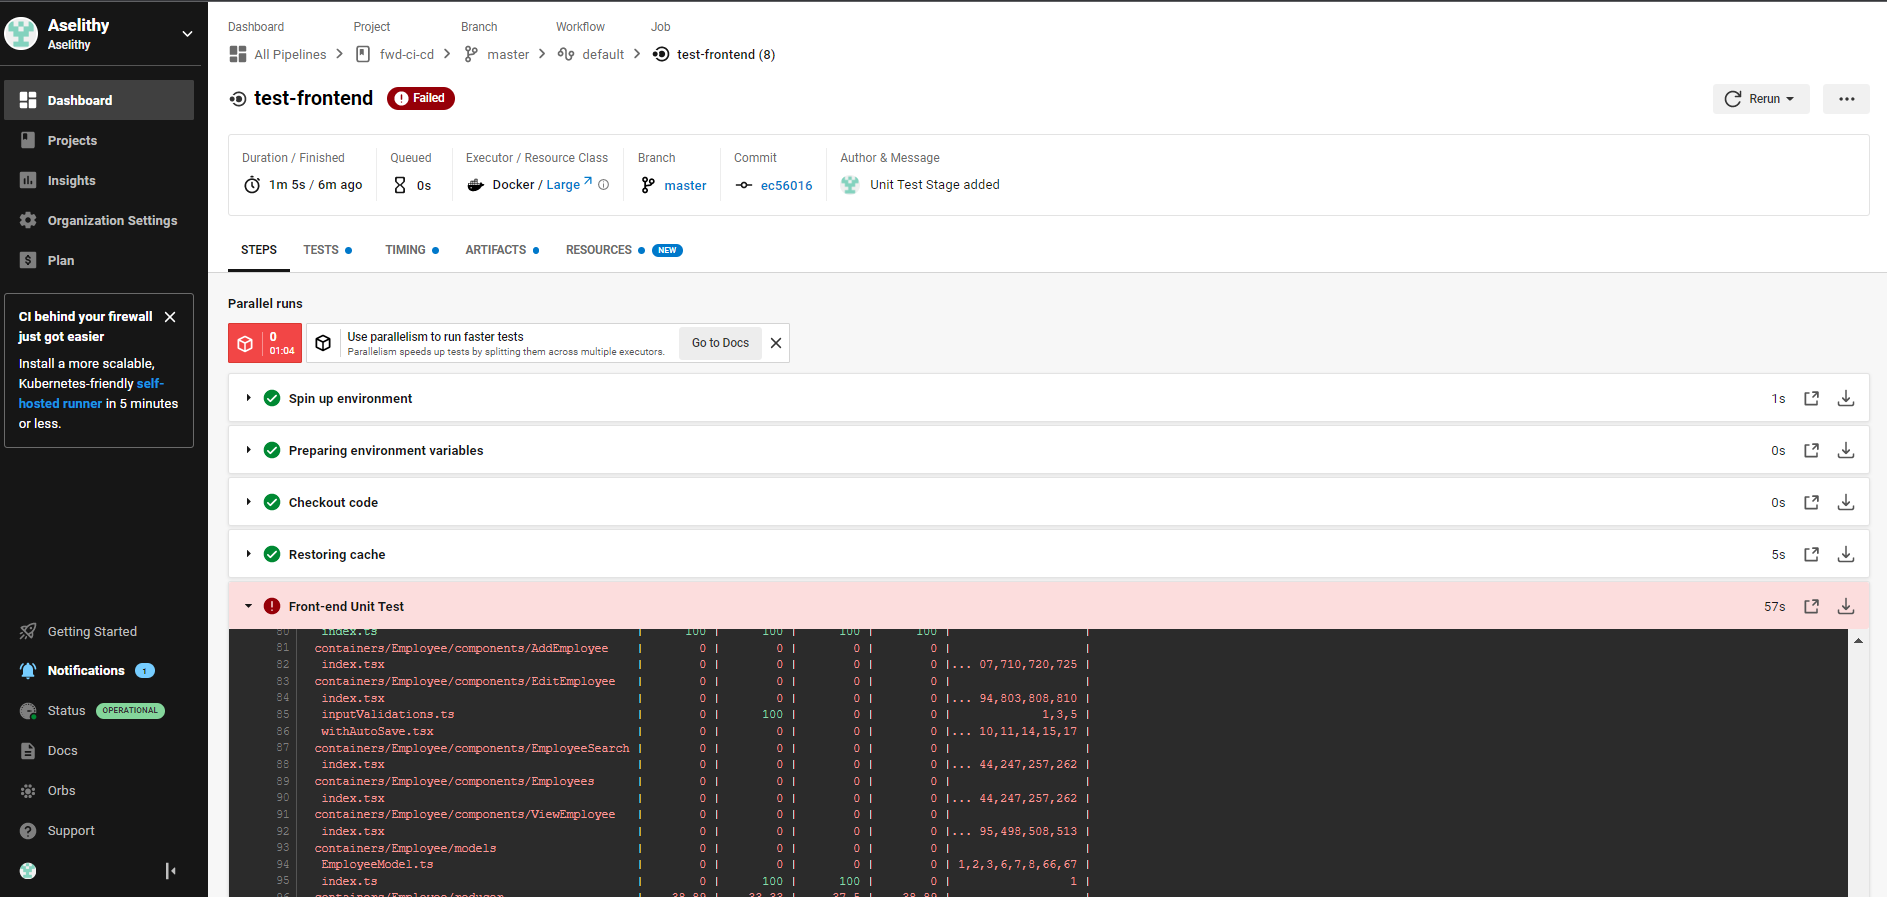 Aselithy
Aselithy
Dashboard
Projects
Insights
Organization Settings
Plan
CI behind your firewall
just got easier
Install a more scalable,
Kubernetes-friendly self-
hosted runner in 5 minutes
or less.
Getting Started
Notifications 1
Status OPERATIONAL
Docs
Orbs
Support
Dashboard Project Branch Workflow Job
All Pipelines fwd-ci-cd master default test-frontend (8)
test-frontend Failed
Rerun
Duration / Finished Queued Executor / Resource Class Branch Commit Author & Message
1m 5s / 6m ago 0s Docker / Large master ec56016 Unit Test Stage added
STEPS TESTS TIMING ARTIFACTS RESOURCES NEW
Parallel runs
0
01:04
Use parallelism to run faster tests
Parallelism speeds up tests by splitting them across multiple executors.
Go to Docs
Spin up environment 1s
Preparing environment variables 0s
Checkout code 0s
Restoring cache 5s
Front-end Unit Test 57s
80 index.ts | 100 | 100 | 100 | 100 | |
81 containers/Employee/components/AddEmployee | 0 | 0 | 0 | 0 | |
82 index.tsx | 0 | 0 | 0 | 0 |... 07,710,720,725 |
83 containers/Employee/components/EditEmployee | 0 | 0 | 0 | 0 | |
84 index.tsx | 0 | 0 | 0 | 0 |... 94,803,808,810 |
85 inputValidations.ts | 0 | 100 | 0 | 0 | 1,3,5 |
86 withAutoSave.tsx | 0 | 0 | 0 | 0 |... 10,11,14,15,17 |
87 containers/Employee/components/EmployeeSearch | 0 | 0 | 0 | 0 | |
88 index.tsx | 0 | 0 | 0 | 0 |... 44,247,257,262 |
89 containers/Employee/components/Employees | 0 | 0 | 0 | 0 | |
90 index.tsx | 0 | 0 | 0 | 0 |... 44,247,257,262 |
91 containers/Employee/components/ViewEmployee | 0 | 0 | 0 | 0 | |
92 index.tsx | 0 | 0 | 0 | 0 |... 95,498,508,513 |
93 containers/Employee/models | 0 | 0 | 0 | 0 | |
94 EmployeeModel.ts | 0 | 0 | 0 | 0 | 1,2,3,6,7,8,66,67 |
95 index.ts | 0 | 100 | 100 | 0 | 1 |
96 containers/Employee/reducer | 38.89 | 33.33 | 37.5 | 38.89 | |